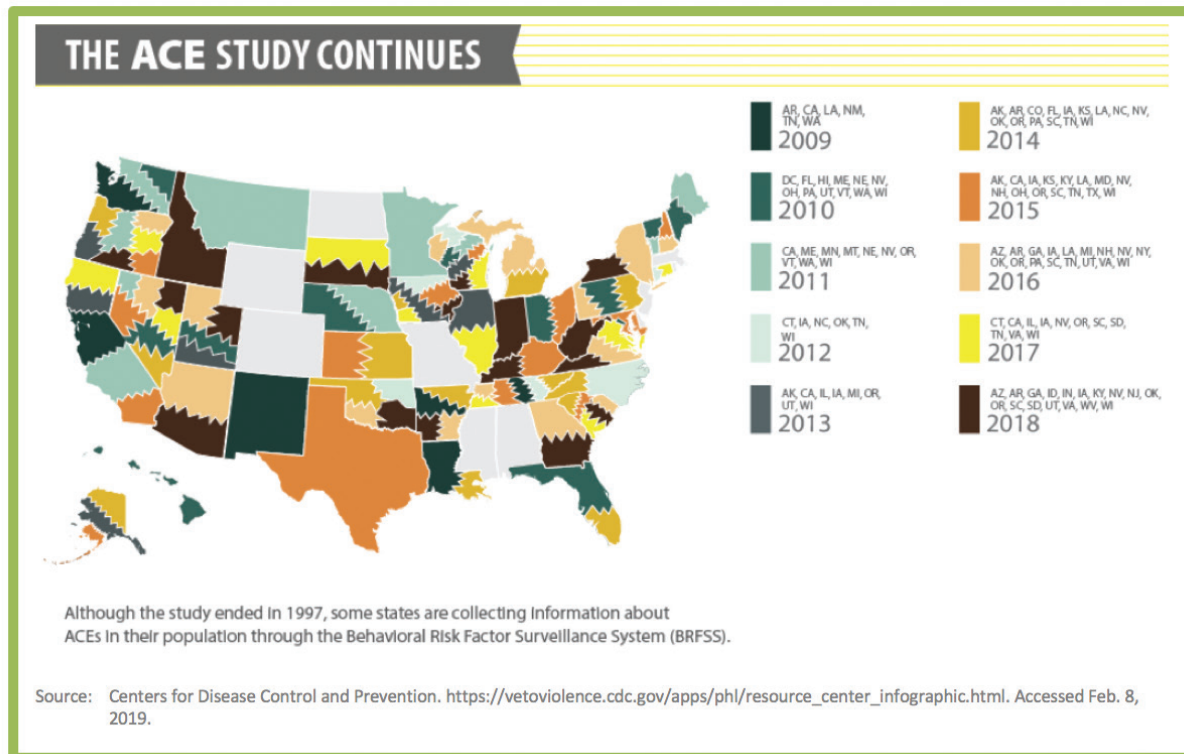 THE ACE STUDY CONTINUES
AR, CA, LA, NM,
TN, WA
2009
DC, FL, HI, ME, NE, NV,
OH, PA, UT, VT, WA, WI
2010
CA, ME, MN, MT, NE, NV, OR,
VT, WA, WI
2011
CT, IA, NC, OK, TN,
WI
2012
AK, CA, IL, IA, MI, OR,
UT, WI
2013
AK, AR, CO, FL, IA, KS, LA, NC, NV,
OK, OR, PA, SC, TN, WI
2014
AK, CA, IA, KS, KY, LA, MD, NV,
NH, OH, OR, SC, TN, TX, WI
2015
AZ, AR, GA, IA, LA, MI, NH, NV, NY,
OK, OR, PA, SC, TN, UT, VA, WI
2016
CT, CA, IL, IA, NV, OR, SC, SD,
TN, VA, WI
2017
AZ, AR, GA, ID, IN, IA, KY, NV, NJ, OK,
OR, SC, SD, UT, VA, WV, WI
2018
Although the study ended in 1997, some states are collecting information about
ACEs in their population through the Behavioral Risk Factor Surveillance System (BRFSS).
Source: Centers for Disease Control and Prevention. https://vetoviolence.cdc.gov/apps/phl/resource_center_infographic.html. Accessed Feb. 8,
2019.